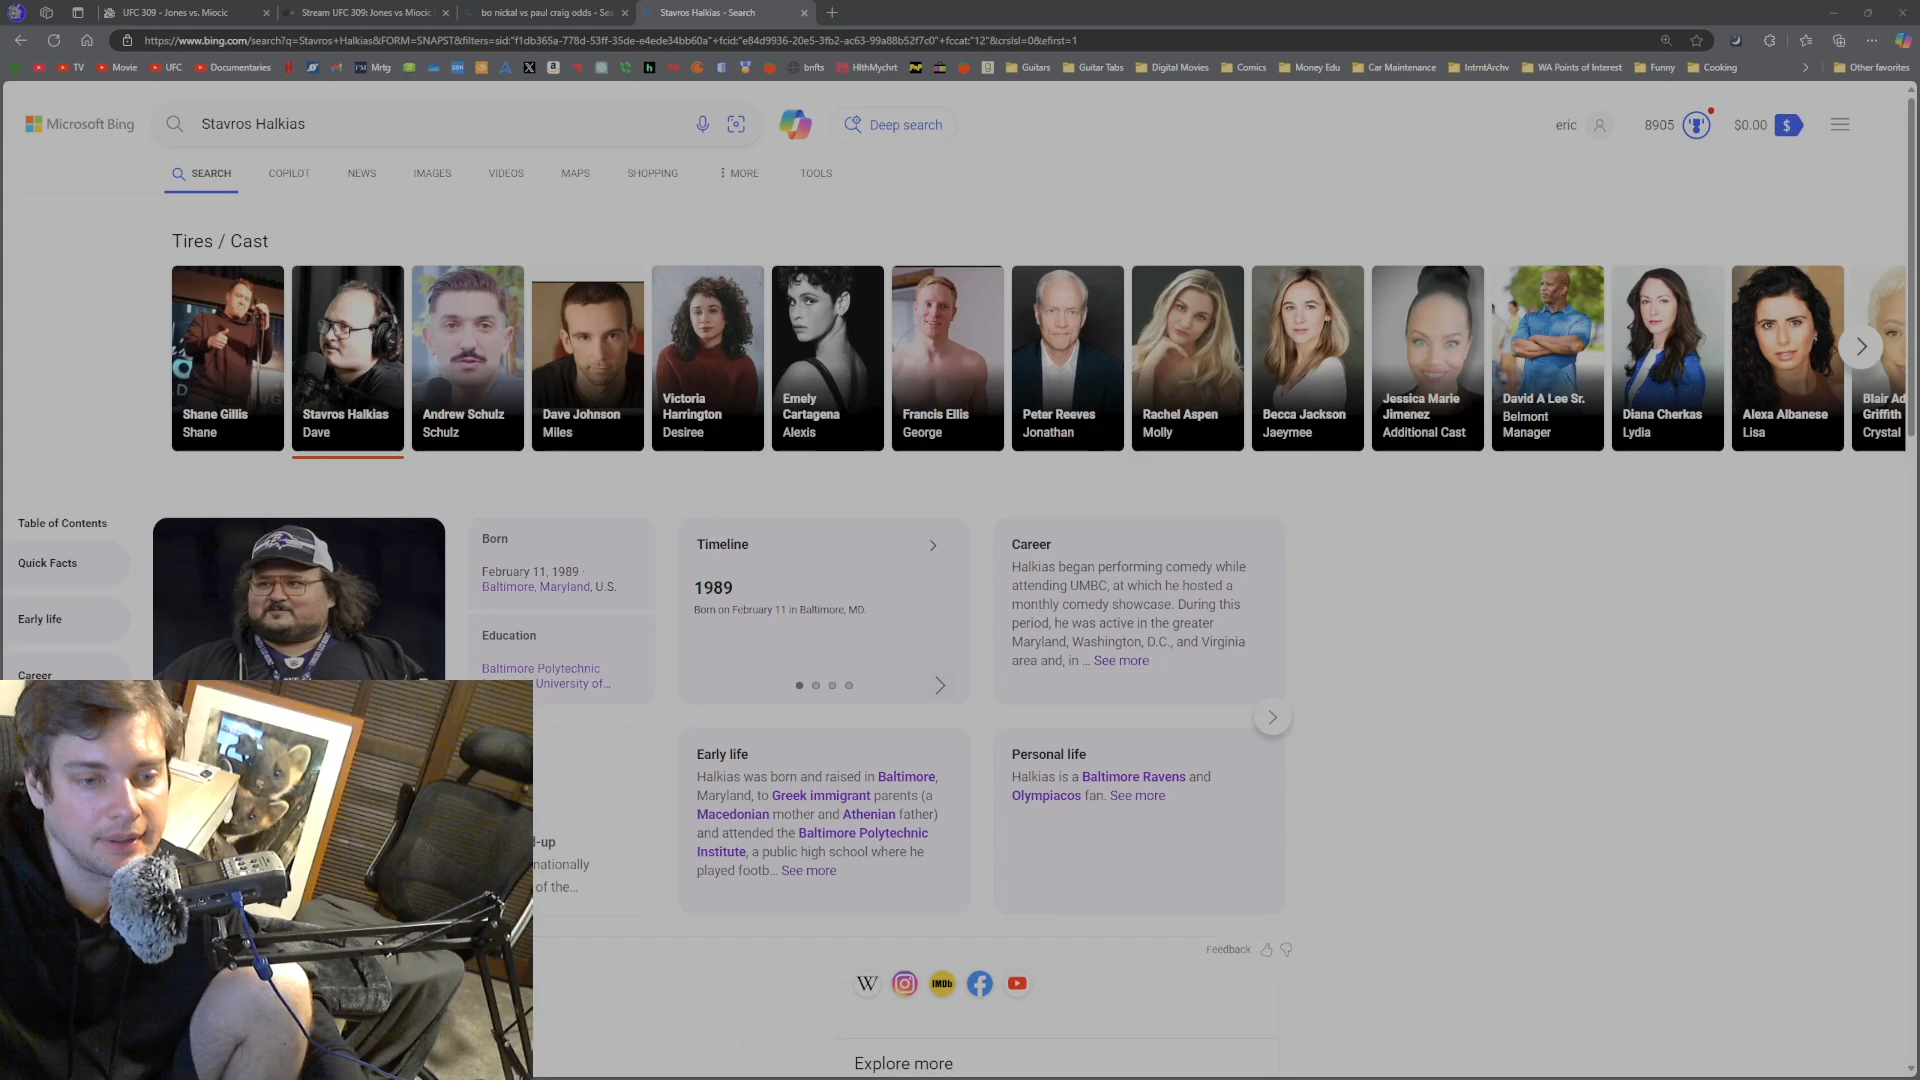 UFC 309 - Jones vs. Miocic
Stream UFC 309: Jones vs Miocic
bo nickal vs paul craig odds - Sea
Stavros Halkias - Search
https://www.bing.com/search?q=Stavros+Halkias&FORM=SNAPST&filters=sid:"f1db365a-778d-53ff-35de-e4ede34bb60a"+fcid:"e84d9936-20e5-3fb2-ac63-99a88b52f7c0"+fccat:"12"&crslsl=0&efirst=1
TV
Movie
UFC
Documentaries
Mrtg
bnfts
HlthMychrt
Guitars
Guitar Tabs
Digital Movies
Comics
Money Edu
Car Maintenance
IntrntArchv
WA Points of Interest
Funny
Cooking
Other favorites
Microsoft Bing
Stavros Halkias
Deep search
eric
8905
$0.00
SEARCH
COPILOT
NEWS
IMAGES
VIDEOS
MAPS
SHOPPING
MORE
TOOLS
Tires / Cast
Shane Gillis
Shane
Stavros Halkias
Dave
Andrew Schulz
Schulz
Dave Johnson
Miles
Victoria
Harrington
Desiree
Emely
Cartagena
Alexis
Francis Ellis
George
Peter Reeves
Jonathan
Rachel Aspen
Molly
Becca Jackson
Jaeymee
Jessica Marie
Jimenez
Additional Cast
David A Lee Sr.
Belmont
Manager
Diana Cherkas
Lydia
Alexa Albanese
Lisa
Blair Ad
Griffith
Crystal
Table of Contents
Quick Facts
Early life
Career
Born
February 11, 1989 ·
Baltimore, Maryland, U.S.
Education
Baltimore Polytechnic
University of...
Timeline
1989
Born on February 11 in Baltimore, MD.
Career
Halkias began performing comedy while
attending UMBC, at which he hosted a
monthly comedy showcase. During this
period, he was active in the greater
Maryland, Washington, D.C., and Virginia
area and, in ... See more
d-up
nationally
of the...
Early life
Halkias was born and raised in Baltimore,
Maryland, to Greek immigrant parents (a
Macedonian mother and Athenian father)
and attended the Baltimore Polytechnic
Institute, a public high school where he
played footb... See more
Personal life
Halkias is a Baltimore Ravens and
Olympiacos fan. See more
Feedback
W
IMDb
Explore more